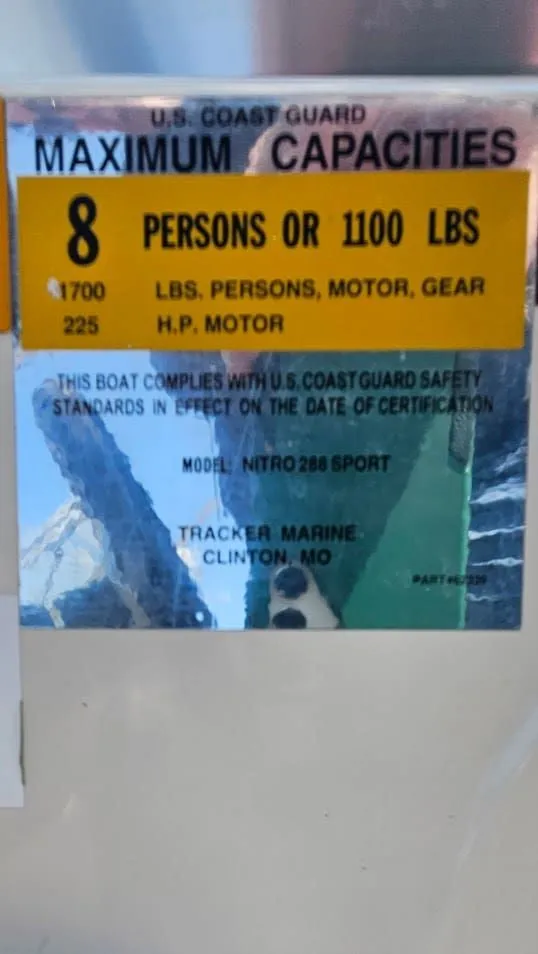 U.S. COAST GUARD
MAXIMUM CAPACITIES
8 PERSONS OR 1100 LBS
1700 LBS. PERSONS, MOTOR, GEAR
225 H.P. MOTOR
THIS BOAT COMPLIES WITH U.S. COAST GUARD SAFETY
STANDARDS IN EFFECT ON THE DATE OF CERTIFICATION
MODEL: NITRO 288 SPORT
TRACKER MARINE
CLINTON, MO